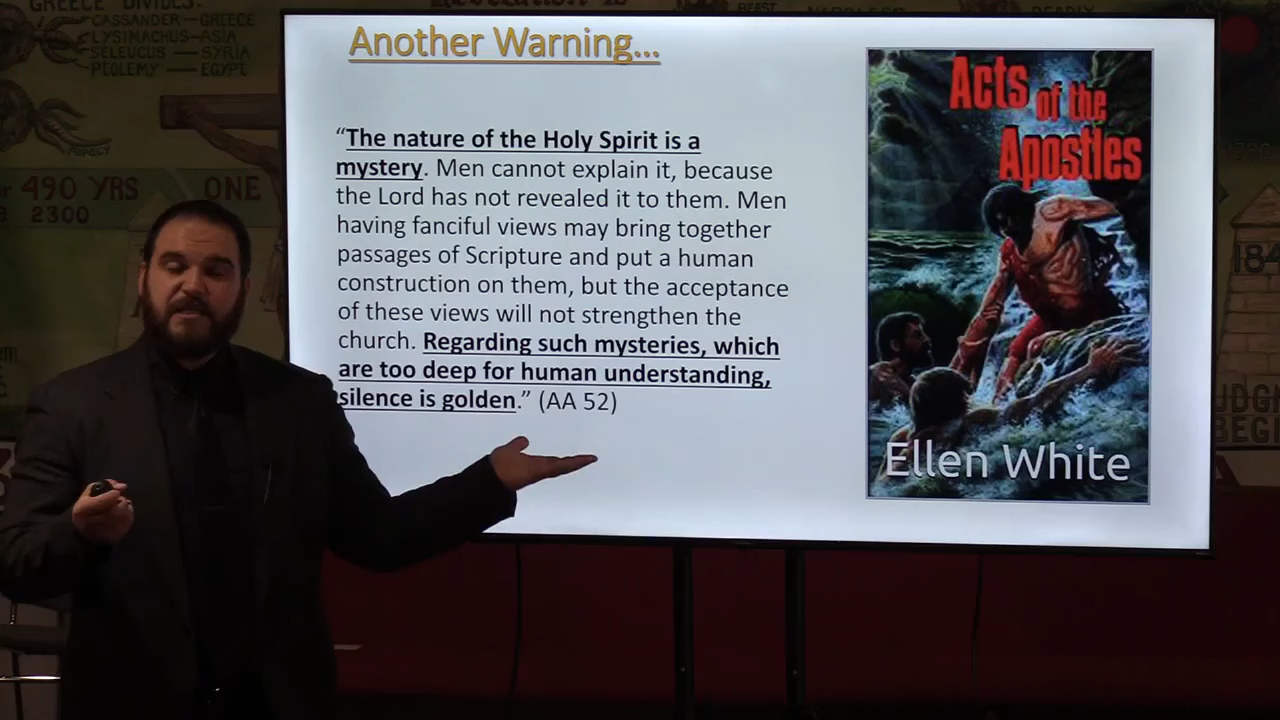 GREECE DIVIDES:
CASSANDER — GREECE
LYSIMACHUS - ASIA
SELEUCUS — SYRIA
PTOLEMY — EGYPT
490 YRS
ONE
2300
Another Warning...
“The nature of the Holy Spirit is a
mystery. Men cannot explain it, because
the Lord has not revealed it to them. Men
having fanciful views may bring together
passages of Scripture and put a human
construction on them, but the acceptance
of these views will not strengthen the
church. Regarding such mysteries, which
are too deep for human understanding,
silence is golden.” (AA 52)
Acts of the
Apostles
Ellen White